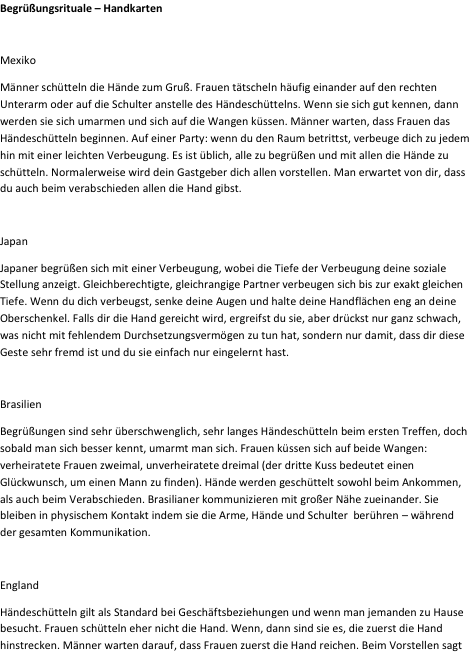 Begrüßungsrituale – Handkarten
Mexiko
Männer schütteln die Hände zum Gruß. Frauen tätscheln häufig einander auf den rechten
Unterarm oder auf die Schulter anstelle des Händeschüttelns. Wenn sie sich gut kennen, dann
werden sie sich umarmen und sich auf die Wangen küssen. Männer warten, dass Frauen das
Händeschütteln beginnen. Auf einer Party: wenn du den Raum betrittst, verbeuge dich zu jedem
hin mit einer leichten Verbeugung. Es ist üblich, alle zu begrüßen und mit allen die Hände zu
schütteln. Normalerweise wird dein Gastgeber dich allen vorstellen. Man erwartet von dir, dass
du auch beim verabschieden allen die Hand gibst.
Japan
Japaner begrüßen sich mit einer Verbeugung, wobei die Tiefe der Verbeugung deine soziale
Stellung anzeigt. Gleichberechtigte, gleichrangige Partner verbeugen sich bis zur exakt gleichen
Tiefe. Wenn du dich verbeugst, senke deine Augen und halte deine Handflächen eng an deine
Oberschenkel. Falls dir die Hand gereicht wird, ergreifst du sie, aber drückst nur ganz schwach,
was nicht mit fehlendem Durchsetzungsvermögen zu tun hat, sondern nur damit, dass dir diese
Geste sehr fremd ist und du sie einfach nur eingelernt hast.
Brasilien
Begrüßungen sind sehr überschwenglich, sehr langes Händeschütteln beim ersten Treffen, doch
sobald man sich besser kennt, umarmt man sich. Frauen küssen sich auf beide Wangen:
verheiratete Frauen zweimal, unverheiratete dreimal (der dritte Kuss bedeutet einen
Glückwunsch, um einen Mann zu finden). Hände werden geschüttelt sowohl beim Ankommen,
als auch beim Verabschieden. Brasilianer kommunizieren mit großer Nähe zueinander. Sie
bleiben in physischem Kontakt indem sie die Arme, Hände und Schulter berühren – während
der gesamten Kommunikation.
England
Händeschütteln gilt als Standard bei Geschäftsbeziehungen und wenn man jemanden zu Hause
besucht. Frauen schütteln eher nicht die Hand. Wenn, dann sind sie es, die zuerst die Hand
hinstrecken. Männer warten darauf, dass Frauen zuerst die Hand reichen. Beim Vorstellen sagt